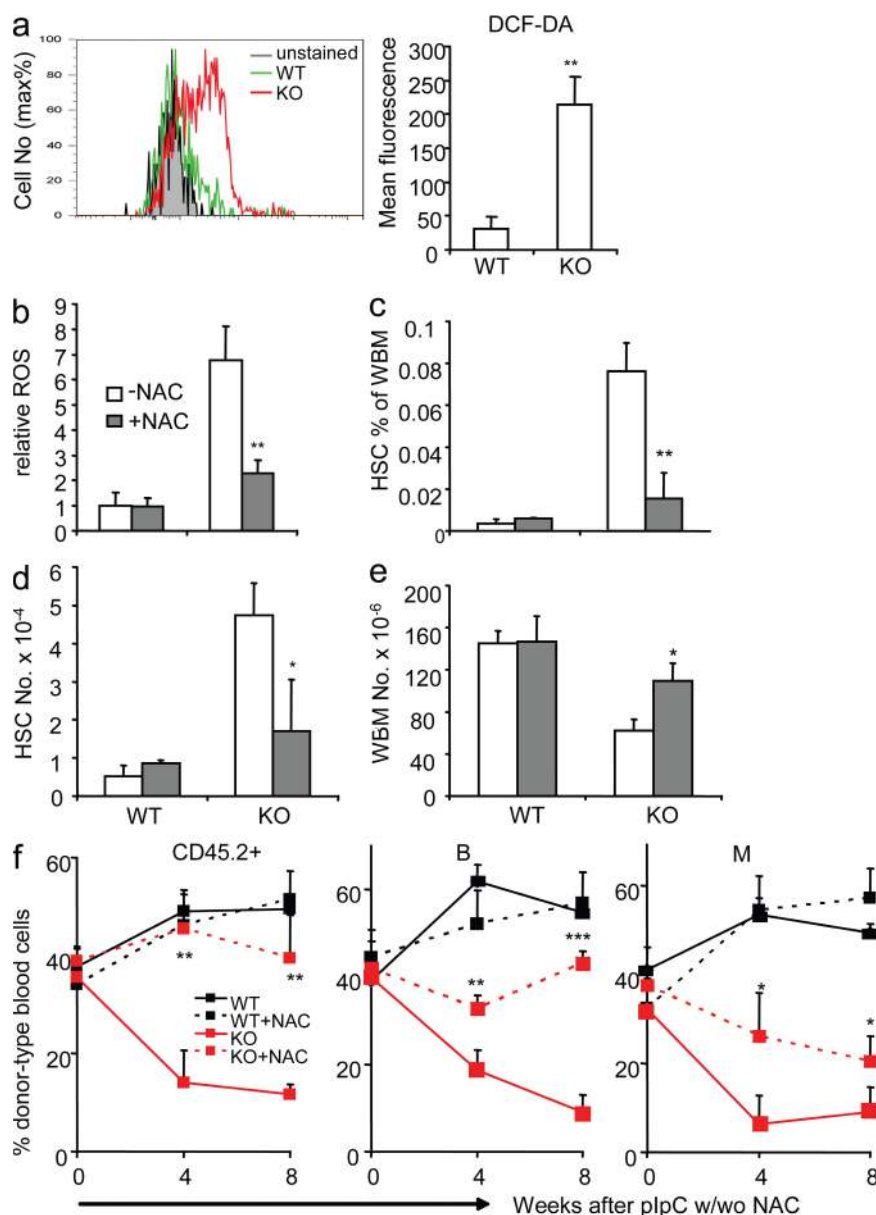 a
DCF-DA
Cell No (max%)
100
80
60
40
20
0
unstained
WT
KO
Mean fluorescence
300
250
200
150
100
50
0
**
WT
KO
b
relative ROS
9
8
7
6
5
4
3
2
1
0
-NAC
+NAC
**
c
HSC % of WBM
0.1
0.08
0.06
0.04
0.02
0
**
d
HSC No. x 10-4
6
5
4
3
2
1
0
*
WT
KO
e
WBM No. x 10-6
200
160
120
80
40
0
*
WT
KO
f
% donor-type blood cells
CD45.2+
60
40
20
0
**
**
WT
WT+NAC
KO
KO+NAC
0 4 8
B
60
40
20
0
**
***
0 4 8
M
60
40
20
0
*
*
0 4 8
Weeks after pIpC w/wo NAC